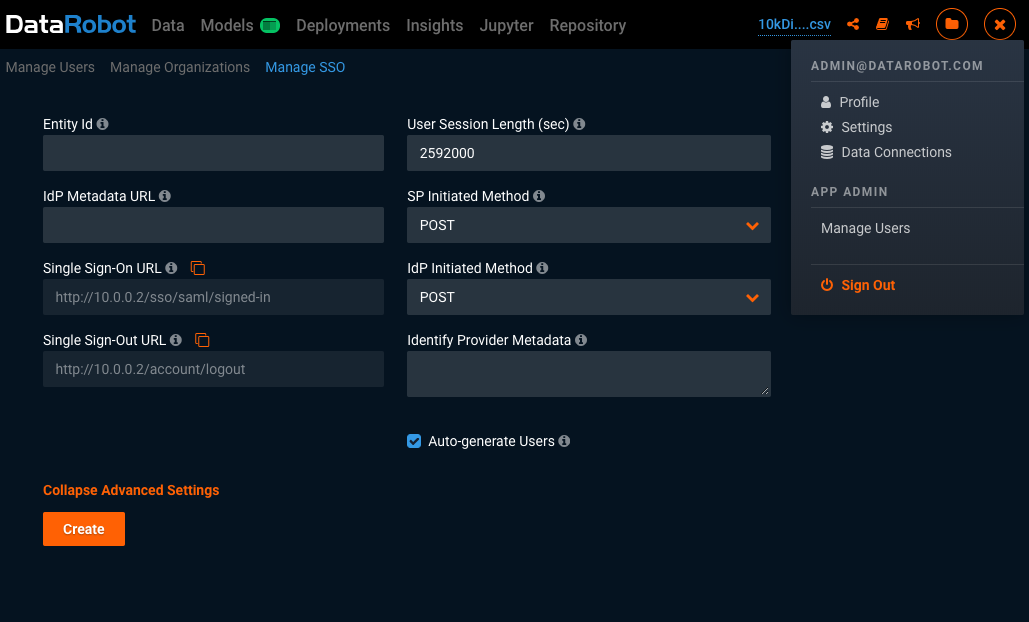 DataRobot Data Models Deployments Insights Jupyter Repository 10kDi....csv
Manage Users Manage Organizations Manage SSO
Entity Id
IdP Metadata URL
Single Sign-On URL
http://10.0.0.2/sso/saml/signed-in
Single Sign-Out URL
http://10.0.0.2/account/logout
User Session Length (sec)
2592000
SP Initiated Method
POST
IdP Initiated Method
POST
Identify Provider Metadata
Auto-generate Users
Collapse Advanced Settings
Create
ADMIN@DATAROBOT.COM
Profile
Settings
Data Connections
APP ADMIN
Manage Users
Sign Out